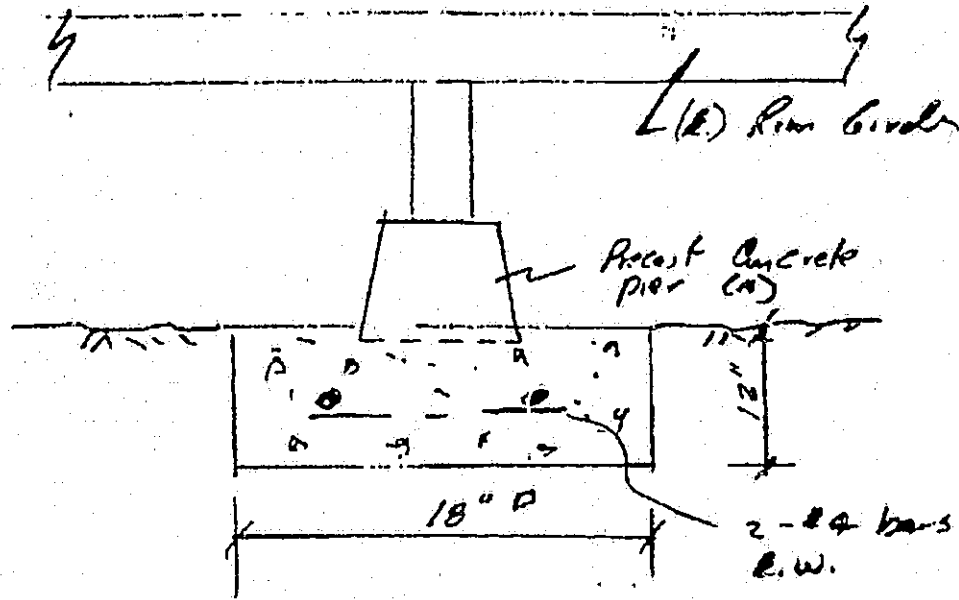 (E) Rim Girder
Precast Concrete
pier (N)
12"
18" □
2 - #4 bars
E.W.